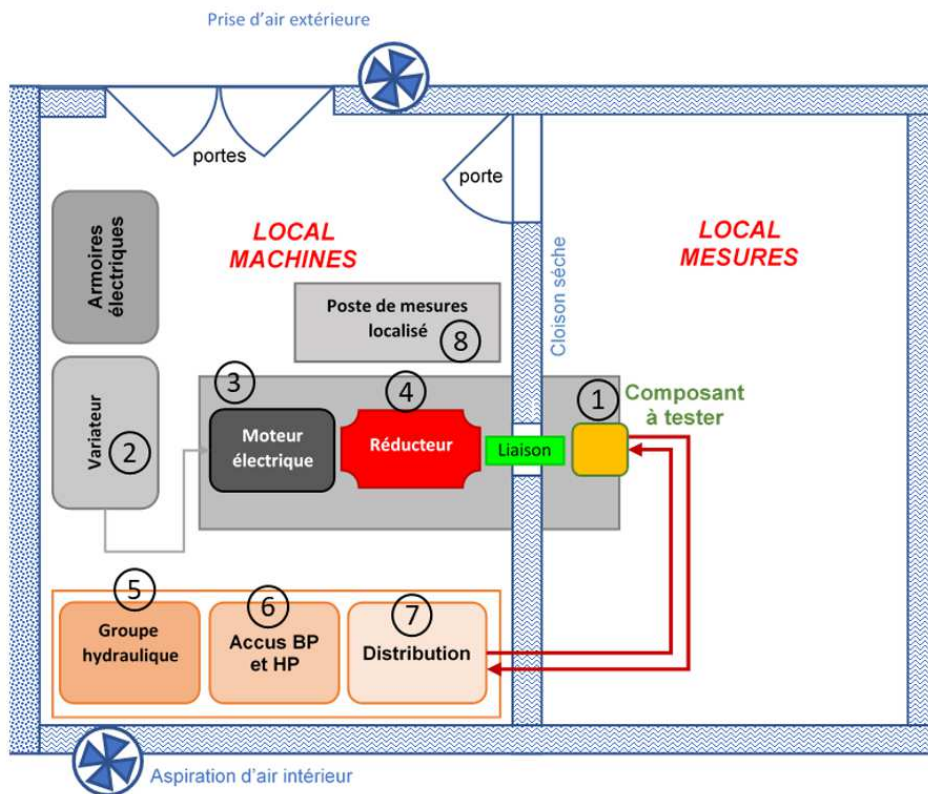 Prise d'air extérieure
portes
porte
LOCAL
MACHINES
LOCAL
MESURES
Armoires
électriques
Cloison séche
Poste de mesures
localisé
8
Variateur
2
3
Moteur
électrique
4
Réducteur
Liaison
1
Composant
à tester
5
Groupe
hydraulique
6
Accus BP
et HP
7
Distribution
Aspiration d'air intérieur